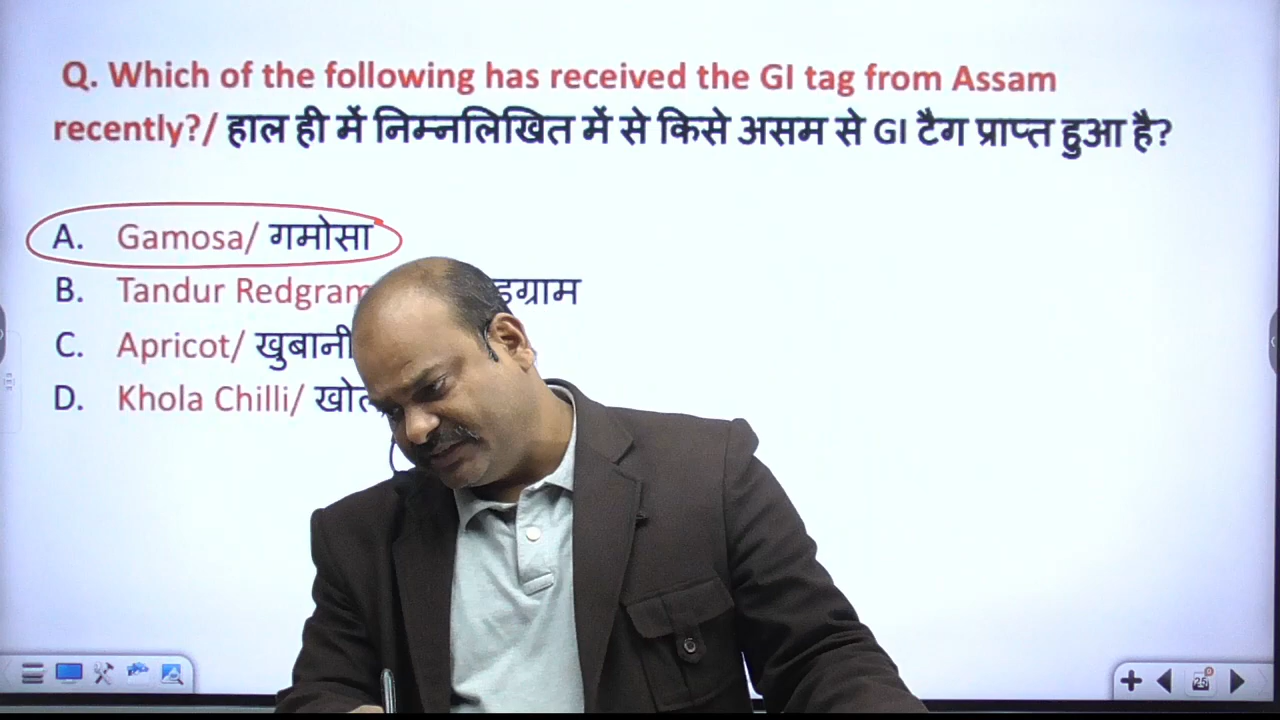 Q. Which of the following has received the GI tag from Assam
recently?/ हाल ही में निम्नलिखित में से किसे असम से GI टैग प्राप्त हुआ है?
A. Gamosa/ गमोसा
B. Tandur Redgram
C. Apricot/ खुबानी
D. Khola Chilli/
25